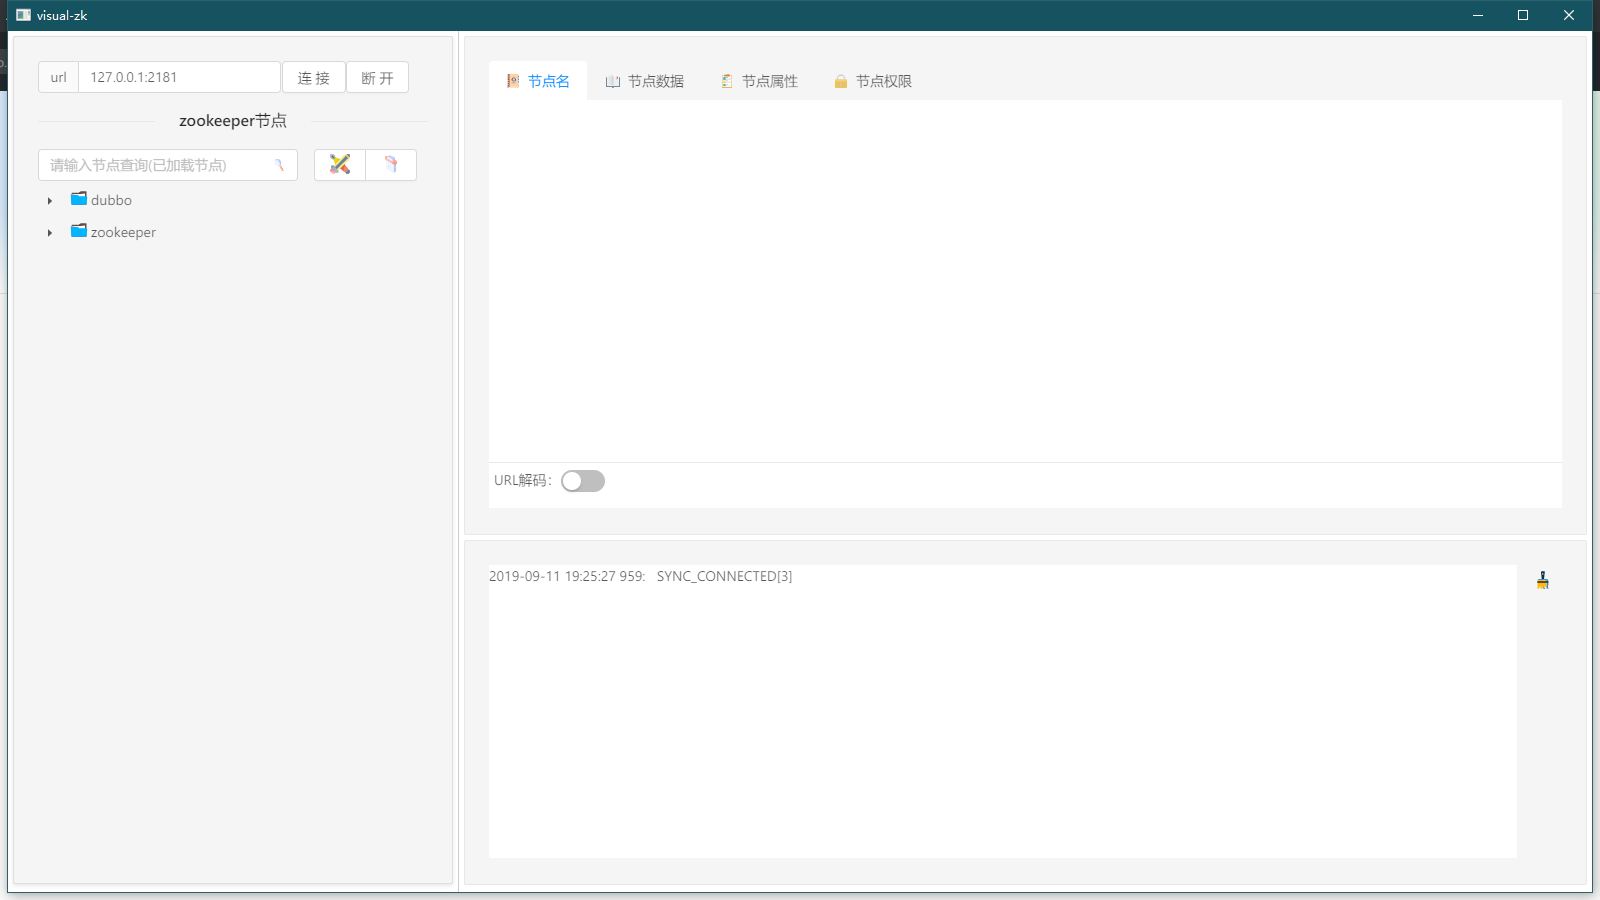 visual-zk
url 127.0.0.1:2181 连 接 断 开
zookeeper节点
请输入节点查询(已加载节点)
dubbo
zookeeper
节点名 节点数据 节点属性 节点权限
URL解码：
2019-09-11 19:25:27 959: SYNC_CONNECTED[3]